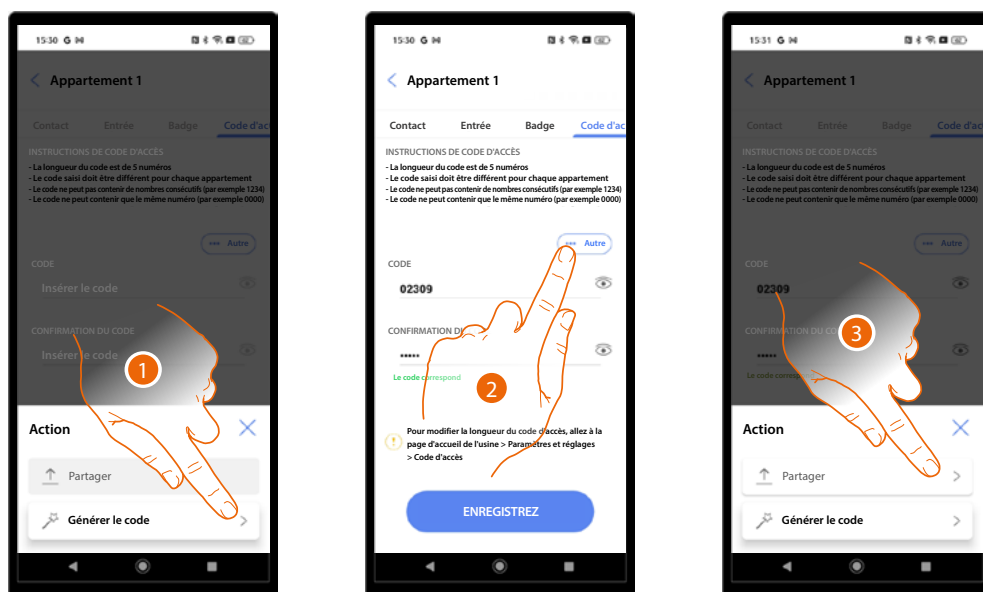 15:30 G
Appartement 1
Contact Entrée Badge Code d'ac
INSTRUCTIONS DE CODE D'ACCÈS
- La longueur du code est de 5 numéros
- Le code saisi doit être différent pour chaque appartement
- Le code ne peut pas contenir de nombres consécutifs (par exemple 1234)
- Le code ne peut contenir que le même numéro (par exemple 0000)
••• Autre
CODE
Insérer le code
CONFIRMATION DU CODE
Insérer le code
1
Action
Partager
Générer le code
15:30 G
Appartement 1
Contact Entrée Badge Code d'ac
INSTRUCTIONS DE CODE D'ACCÈS
- La longueur du code est de 5 numéros
- Le code saisi doit être différent pour chaque appartement
- Le code ne peut pas contenir de nombres consécutifs (par exemple 1234)
- Le code ne peut contenir que le même numéro (par exemple 0000)
••• Autre
CODE
02309
CONFIRMATION DU
•••••
Le code correspond
2
Pour modifier la longueur du code d'accès, allez à la
page d'accueil de l'usine > Paramètres et réglages
> Code d'accès
ENREGISTREZ
15:31 G
Appartement 1
Contact Entrée Badge Code d'ac
INSTRUCTIONS DE CODE D'ACCÈS
- La longueur du code est de 5 numéros
- Le code saisi doit être différent pour chaque appartement
- Le code ne peut pas contenir de nombres consécutifs (par exemple 1234)
- Le code ne peut contenir que le même numéro (par exemple 0000)
••• Autre
CODE
02309
CONFIRMATION DU CO
•••••
Le code correspond
3
Action
Partager
Générer le code